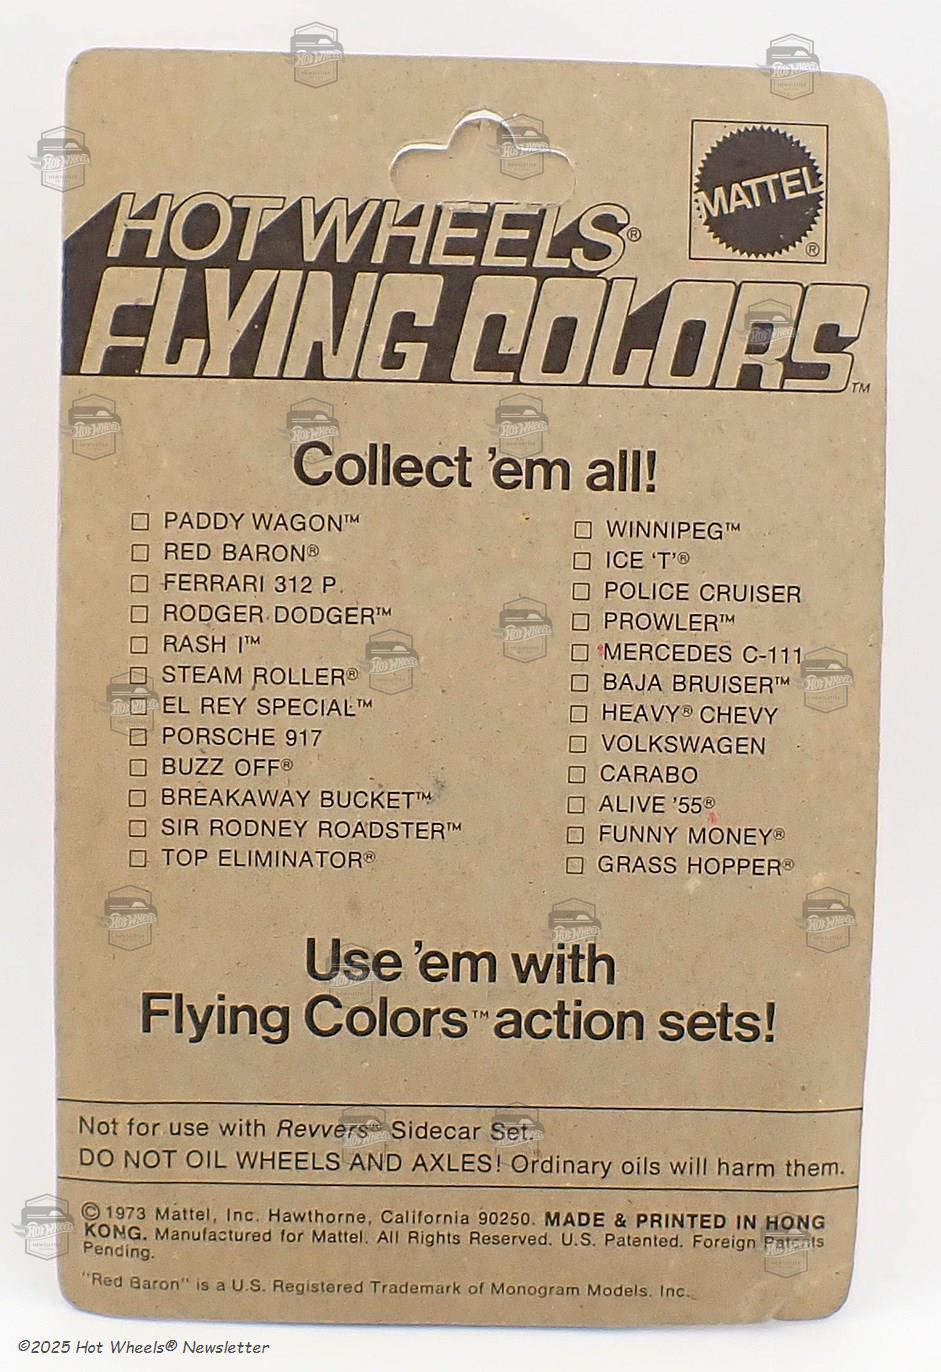 MATTEL®
HOT WHEELS®
FLYING COLORS™
Collect 'em all!
☐ PADDY WAGON™
☐ RED BARON®
☐ FERRARI 312 P.
☐ RODGER DODGER™
☐ RASH I™
☐ STEAM ROLLER®
☐ EL REY SPECIAL™
☐ PORSCHE 917
☐ BUZZ OFF®
☐ BREAKAWAY BUCKET™
☐ SIR RODNEY ROADSTER™
☐ TOP ELIMINATOR®
☐ WINNIPEG™
☐ ICE 'T'®
☐ POLICE CRUISER
☐ PROWLER™
☐ MERCEDES C-111
☐ BAJA BRUISER™
☐ HEAVY® CHEVY
☐ VOLKSWAGEN
☐ CARABO
☐ ALIVE '55®
☐ FUNNY MONEY®
☐ GRASS HOPPER®
Use 'em with
Flying Colors™ action sets!
Not for use with Revvers® Sidecar Set.
DO NOT OIL WHEELS AND AXLES! Ordinary oils will harm them.
©1973 Mattel, Inc. Hawthorne, California 90250. MADE & PRINTED IN HONG
KONG. Manufactured for Mattel. All Rights Reserved. U.S. Patented. Foreign Patents
Pending.
"Red Baron" is a U.S. Registered Trademark of Monogram Models. Inc.
©2025 Hot Wheels® Newsletter